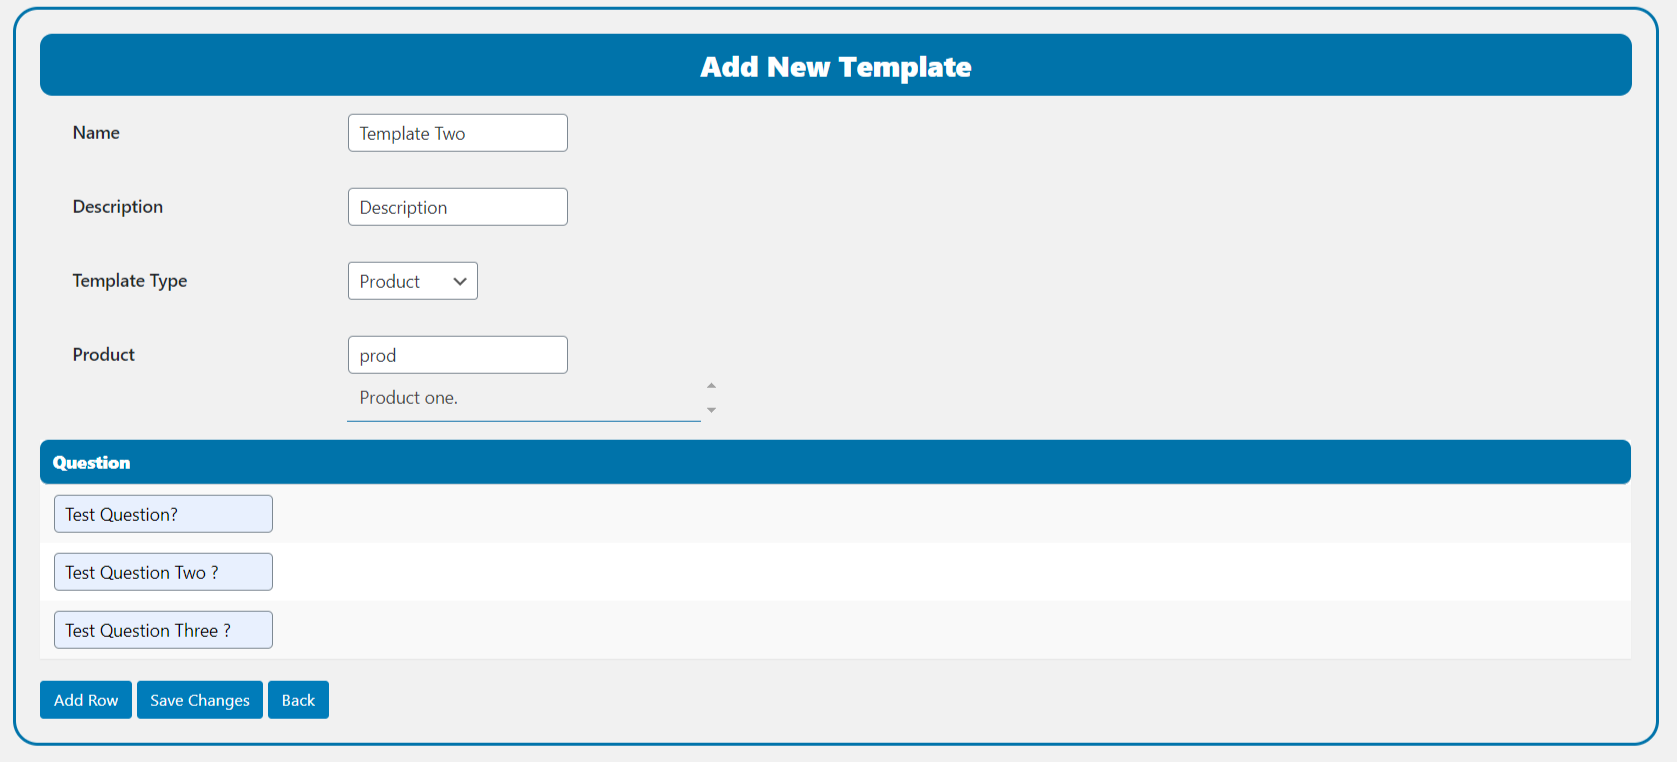 Add New Template
Name Template Two
Description Description
Template Type Product
Product prod
Product one.
Question
Test Question?
Test Question Two ?
Test Question Three ?
Add Row Save Changes Back